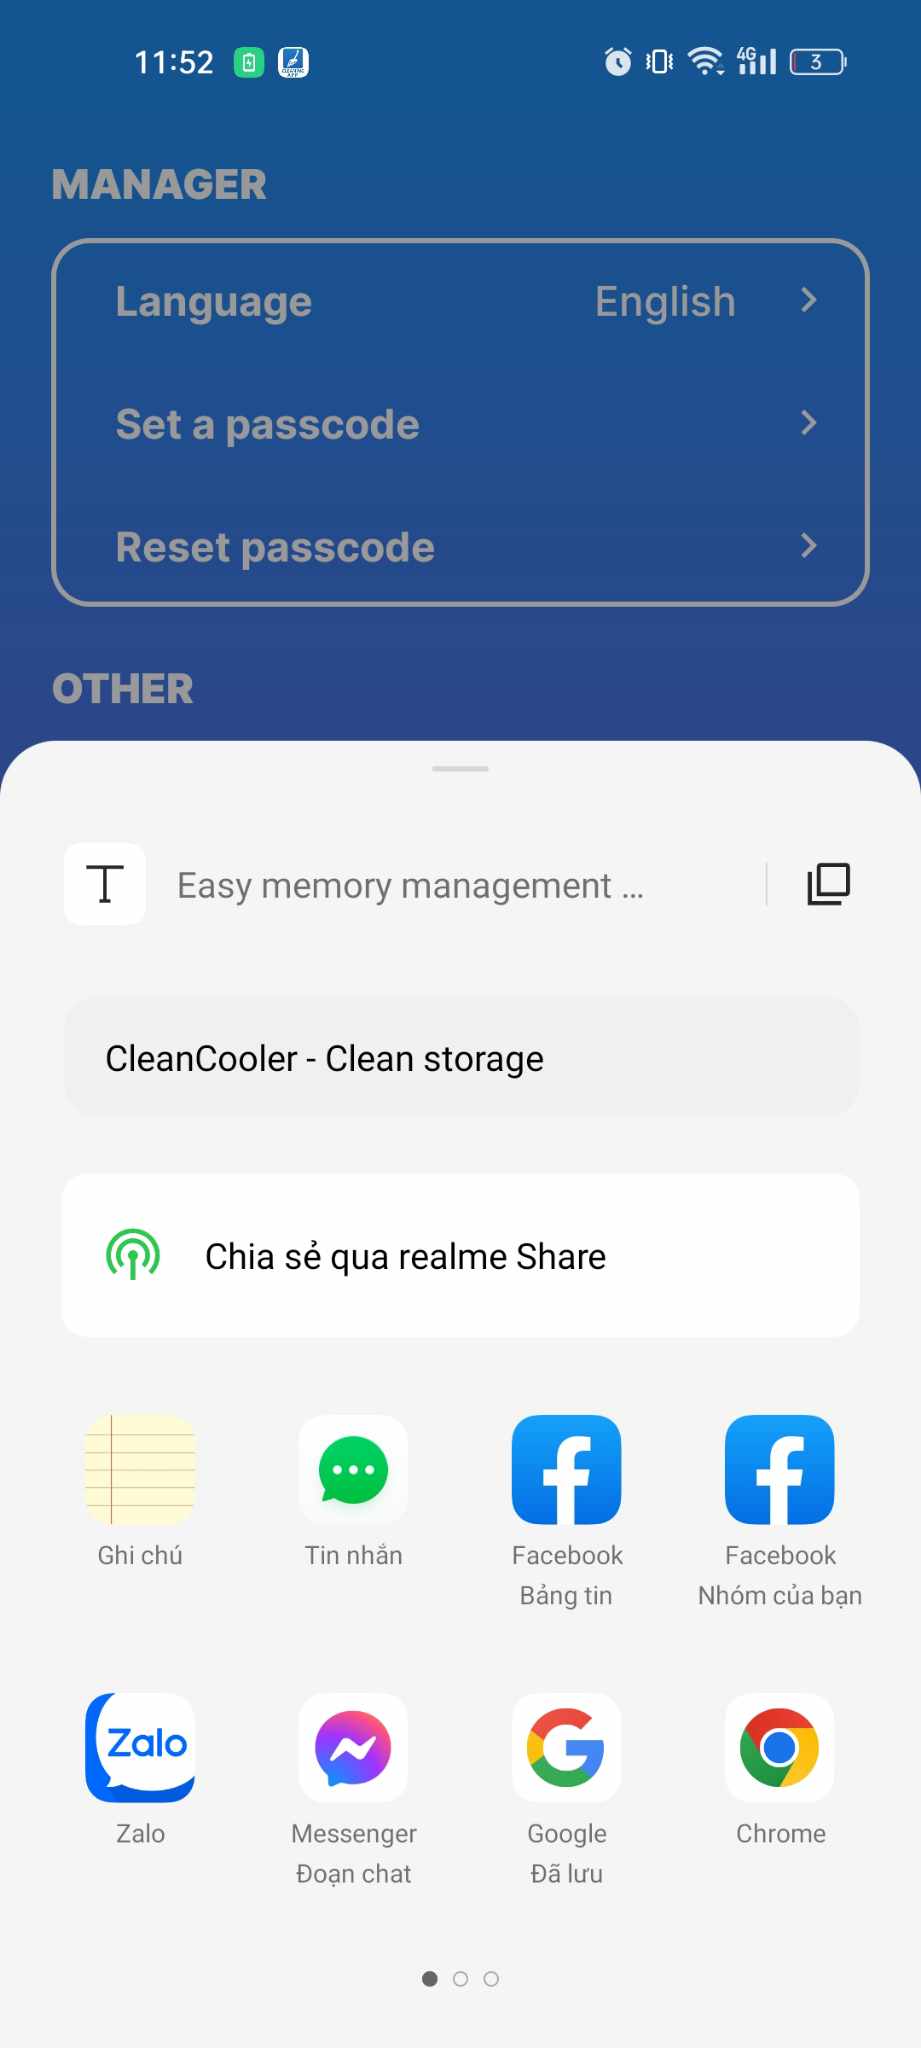 11:52
4G
3
MANAGER
Language English
Set a passcode
Reset passcode
OTHER
T Easy memory management ...
CleanCooler - Clean storage
Chia sẻ qua realme Share
Ghi chú Tin nhắn Facebook Facebook
Bảng tin Nhóm của bạn
Zalo
Zalo Messenger Google Chrome
Đoạn chat Đã lưu